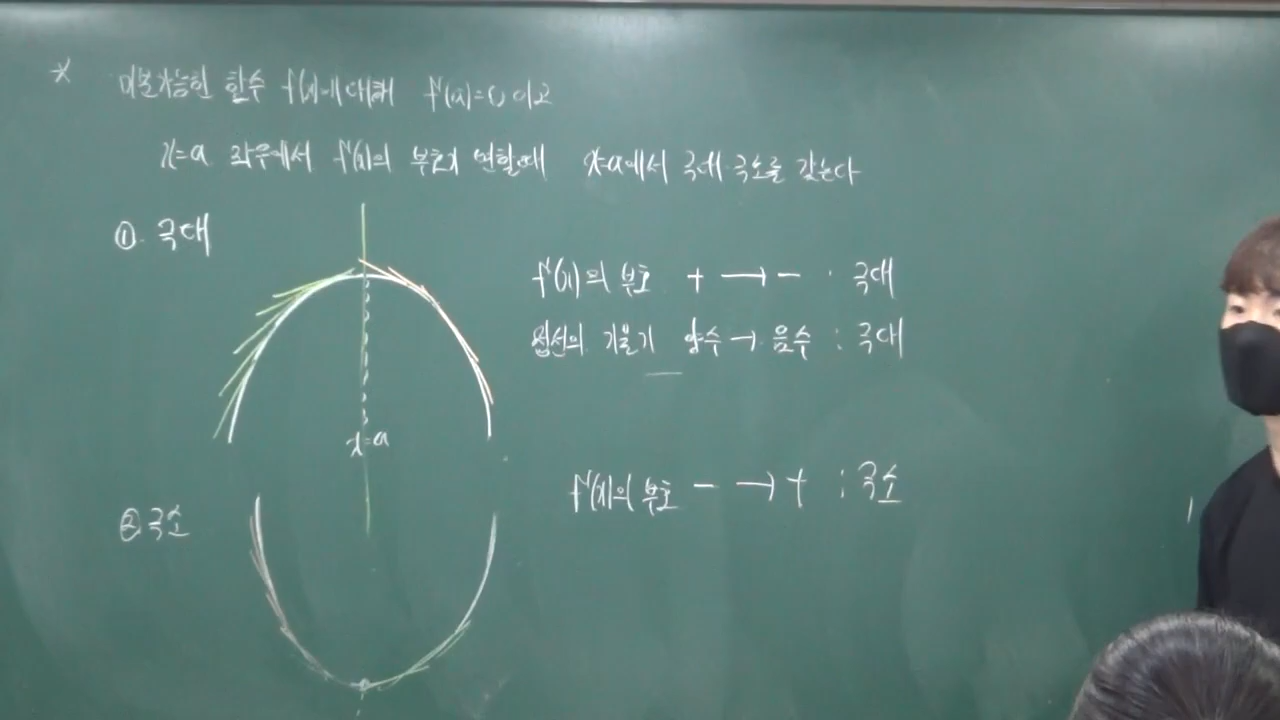 * 미분가능한 함수 f(x)에 대해 f'(a)=0 이고
x=a 좌우에서 f'(x)의 부호가 변할때 x=a에서 극대 극소를 갖는다
① 극대
f'(x)의 부호 + → - : 극대
접선의 기울기 양수 → 음수 : 극대
x=a
② 극소
f'(x)의 부호 - → + : 극소